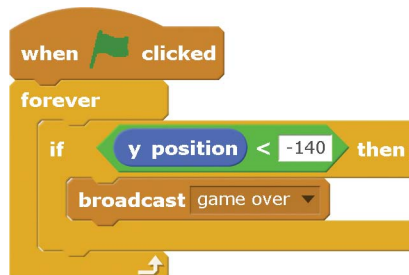 when clicked
forever
if y position < -140 then
broadcast game over